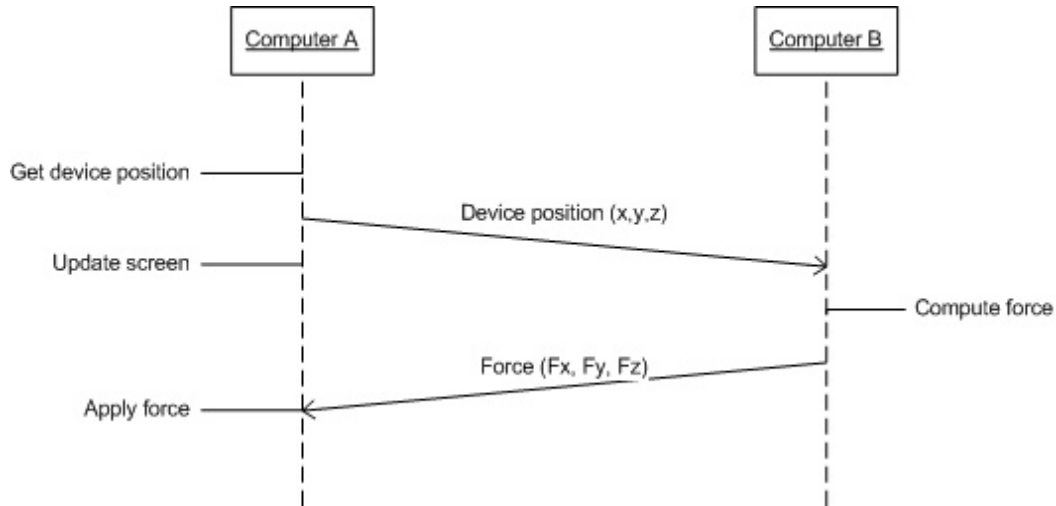 Computer A
Computer B
Get device position
Device position (x,y,z)
Update screen
Compute force
Force (Fx, Fy, Fz)
Apply force